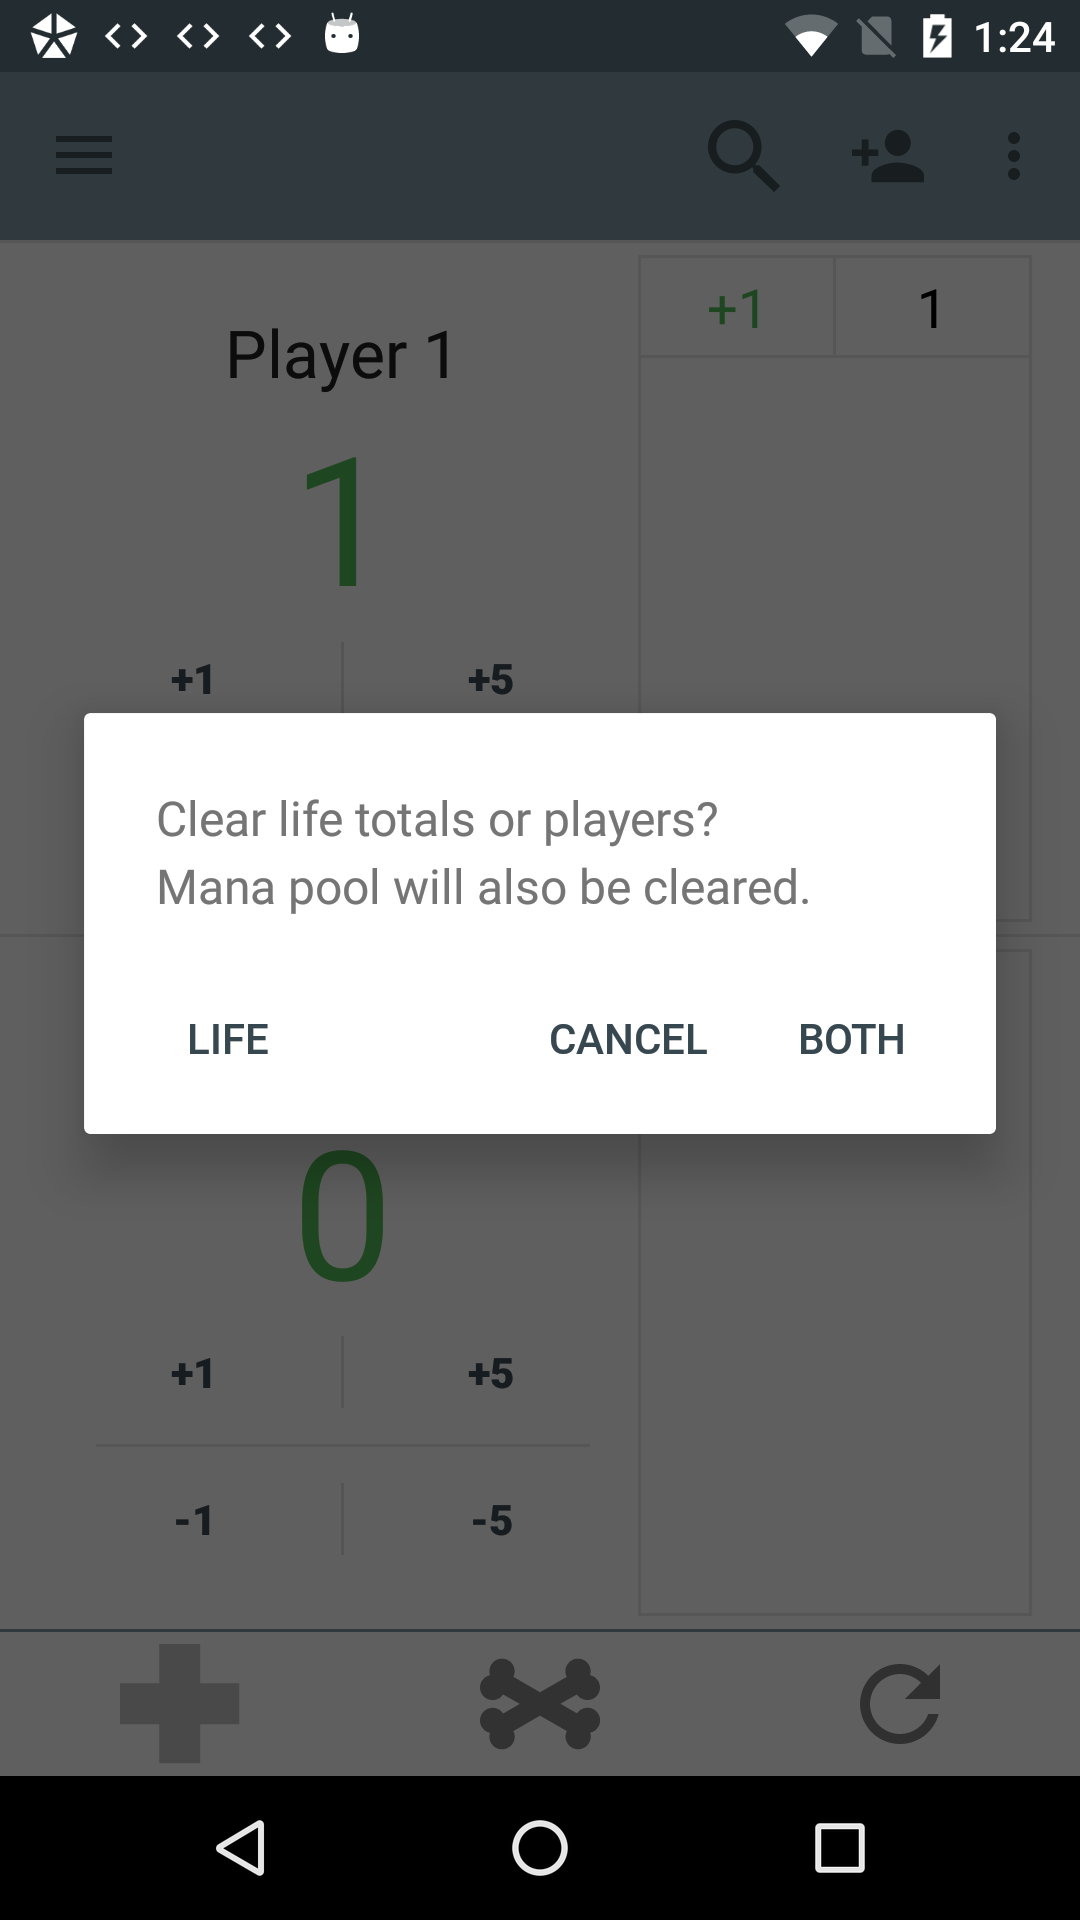 1:24
+1 1
Player 1
1
+1 +5
Clear life totals or players?
Mana pool will also be cleared.
LIFE CANCEL BOTH
0
+1 +5
-1 -5